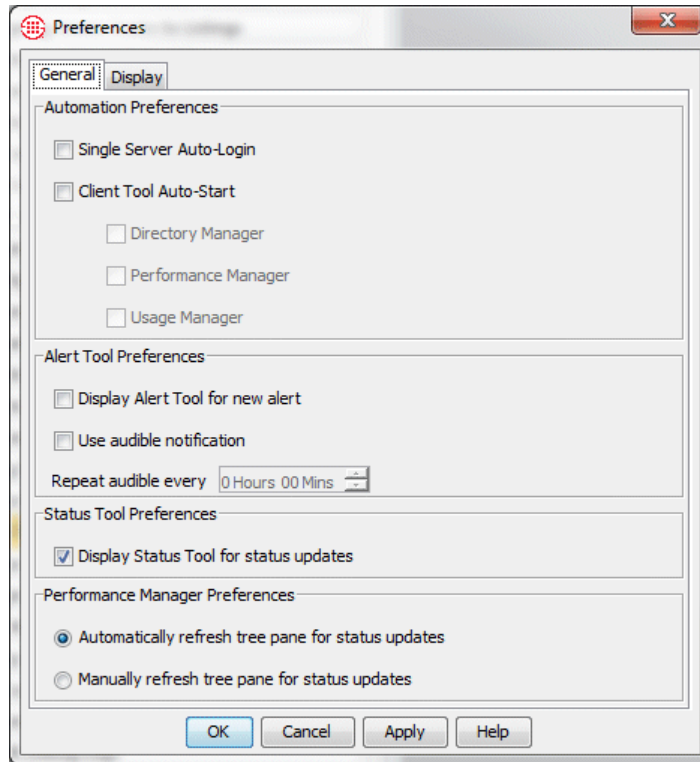 Preferences
General
Display
Automation Preferences
Single Server Auto-Login
Client Tool Auto-Start
Directory Manager
Performance Manager
Usage Manager
Alert Tool Preferences
Display Alert Tool for new alert
Use audible notification
Repeat audible every 0 Hours 00 Mins
Status Tool Preferences
Display Status Tool for status updates
Performance Manager Preferences
Automatically refresh tree pane for status updates
Manually refresh tree pane for status updates
OK Cancel Apply Help